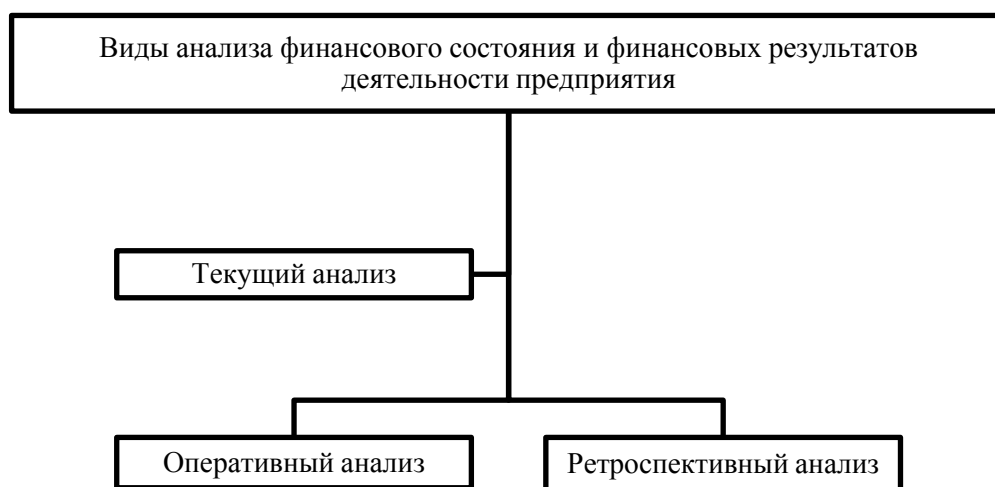 Виды анализа финансового состояния и финансовых результатов
деятельности предприятия
Текущий анализ
Оперативный анализ
Ретроспективный анализ